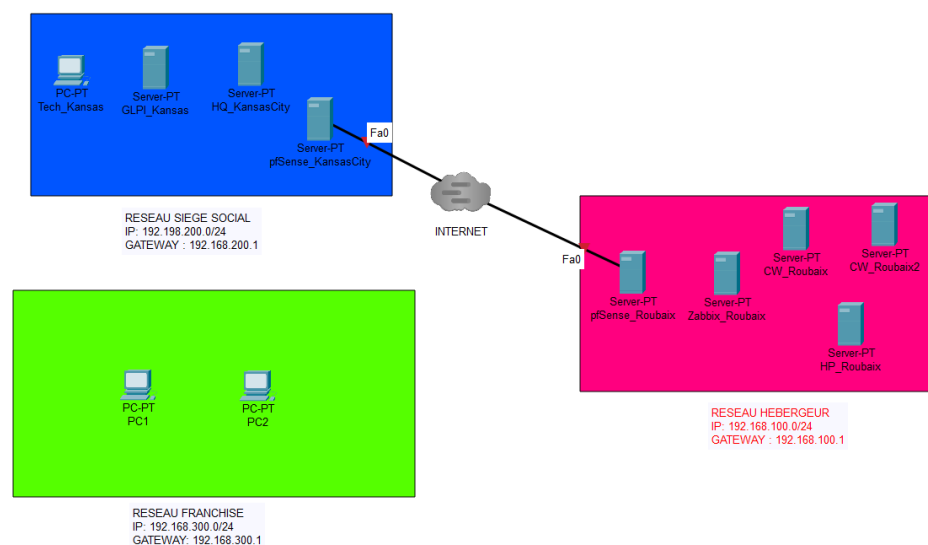 PC-PT
Tech_Kansas
Server-PT
GLPI_Kansas
Server-PT
HQ_KansasCity
Server-PT
pfSense_KansasCity
Fa0
RESEAU SIEGE SOCIAL
IP: 192.198.200.0/24
GATEWAY : 192.168.200.1
INTERNET
Fa0
Server-PT
pfSense_Roubaix
Server-PT
Zabbix_Roubaix
Server-PT
CW_Roubaix
Server-PT
CW_Roubaix2
Server-PT
HP_Roubaix
RESEAU HEBERGEUR
IP: 192.168.100.0/24
GATEWAY : 192.168.100.1
PC-PT
PC1
PC-PT
PC2
RESEAU FRANCHISE
IP: 192.168.300.0/24
GATEWAY: 192.168.300.1